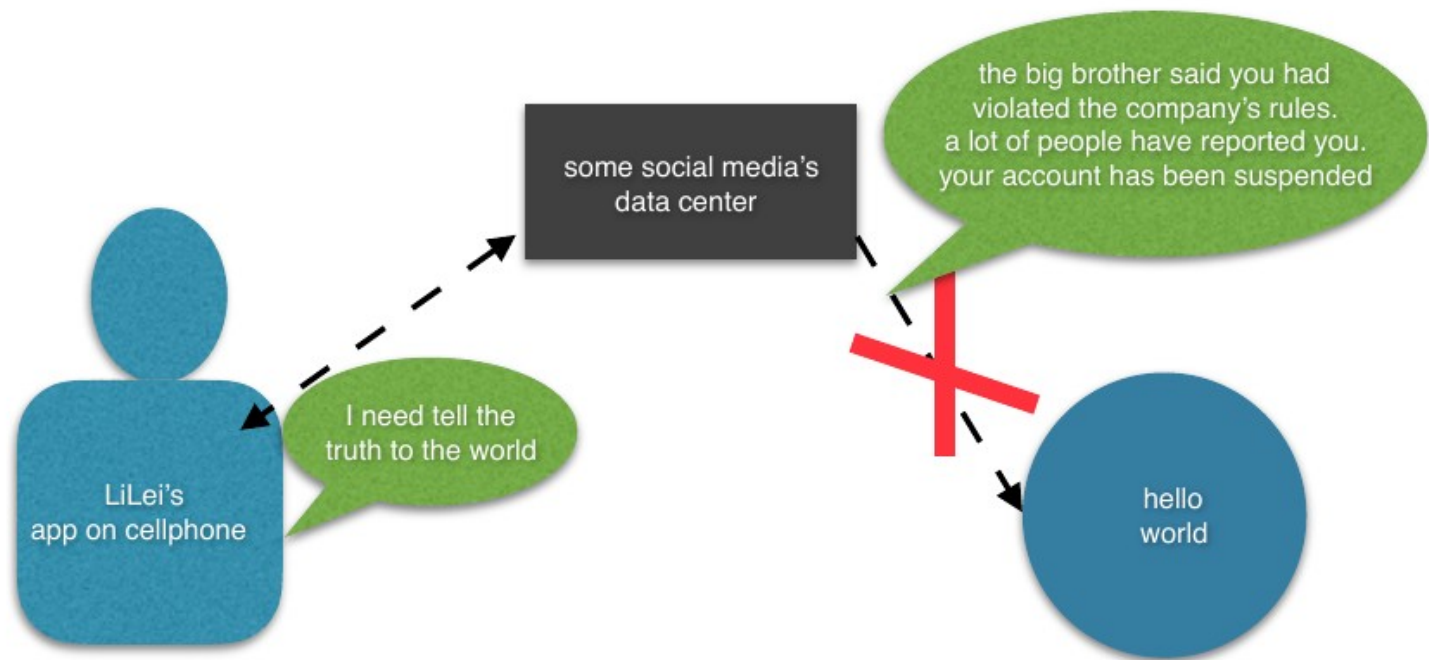 the big brother said you had
violated the company's rules.
a lot of people have reported you.
your account has been suspended
some social media's
data center
I need tell the
truth to the world
LiLei's
app on cellphone
hello
world